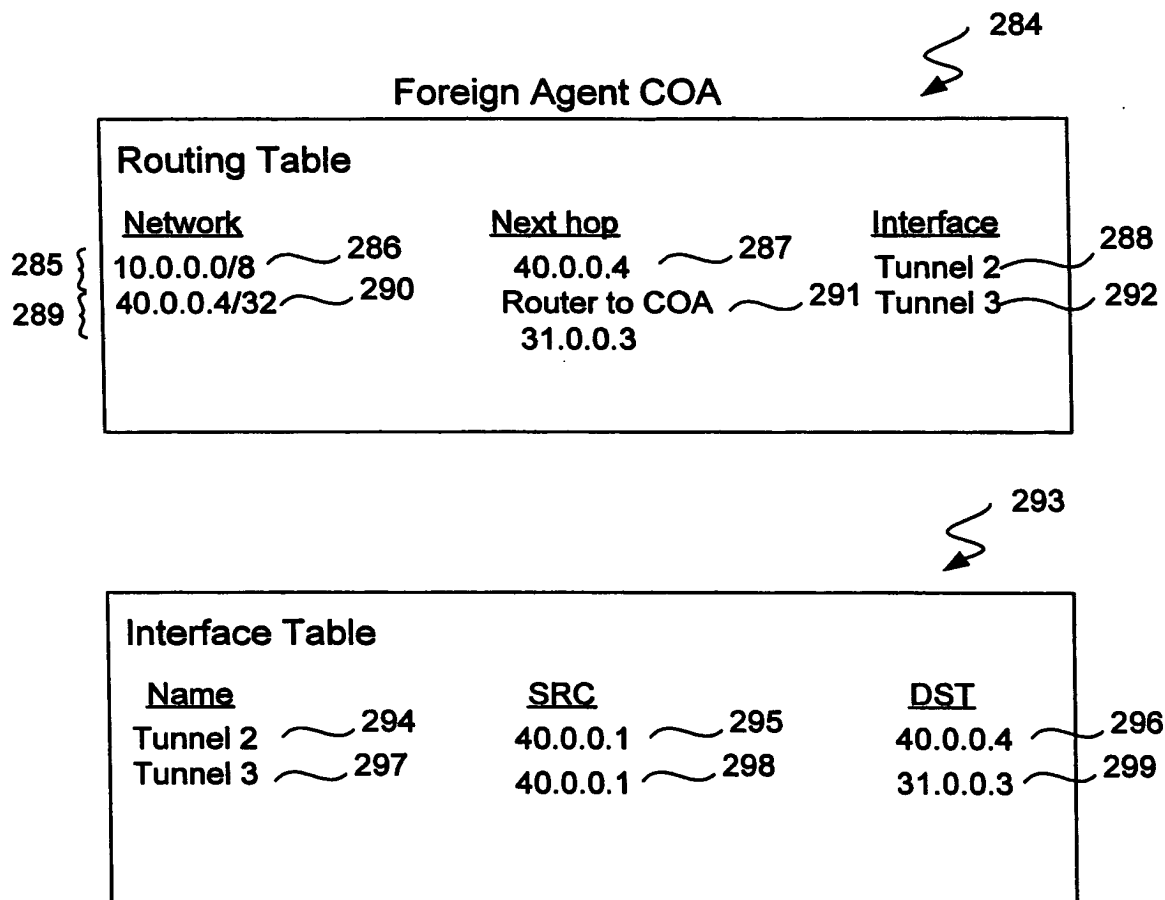 284
Foreign Agent COA
Routing Table
Network Next hop Interface
285 10.0.0.0/8 286 40.0.0.4 287 Tunnel 2 288
289 40.0.0.4/32 290 Router to COA 291 Tunnel 3 292
31.0.0.3
293
Interface Table
Name SRC DST
Tunnel 2 294 40.0.0.1 295 40.0.0.4 296
Tunnel 3 297 40.0.0.1 298 31.0.0.3 299